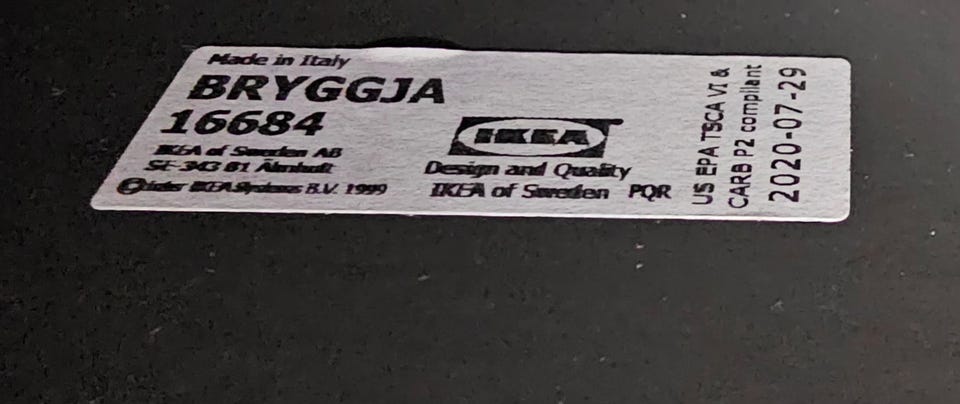 Made in Italy
BRYGGJA
16684
IKEA of Sweden AB
SE-343 81 Älmhult
© Inter IKEA Systems B.V. 1999
IKEA
Design and Quality
IKEA of Sweden PQR
US EPA TSCA VI &
CARB P2 compliant
2020-07-29